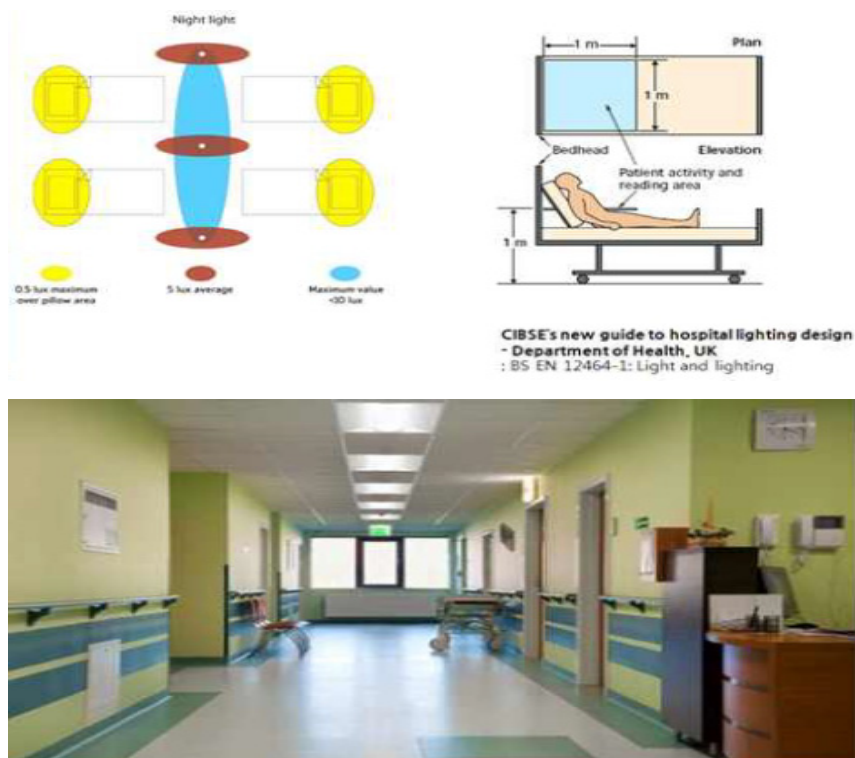 Night light
0.5 lux maximum
over pillow area
5 lux average
Maximum value
<10 lux
1 m
Plan
1 m
Bedhead
Elevation
Patient activity and
reading area
1 m
CIBSE's new guide to hospital lighting design
- Department of Health, UK
: BS EN 12464-1: Light and lighting